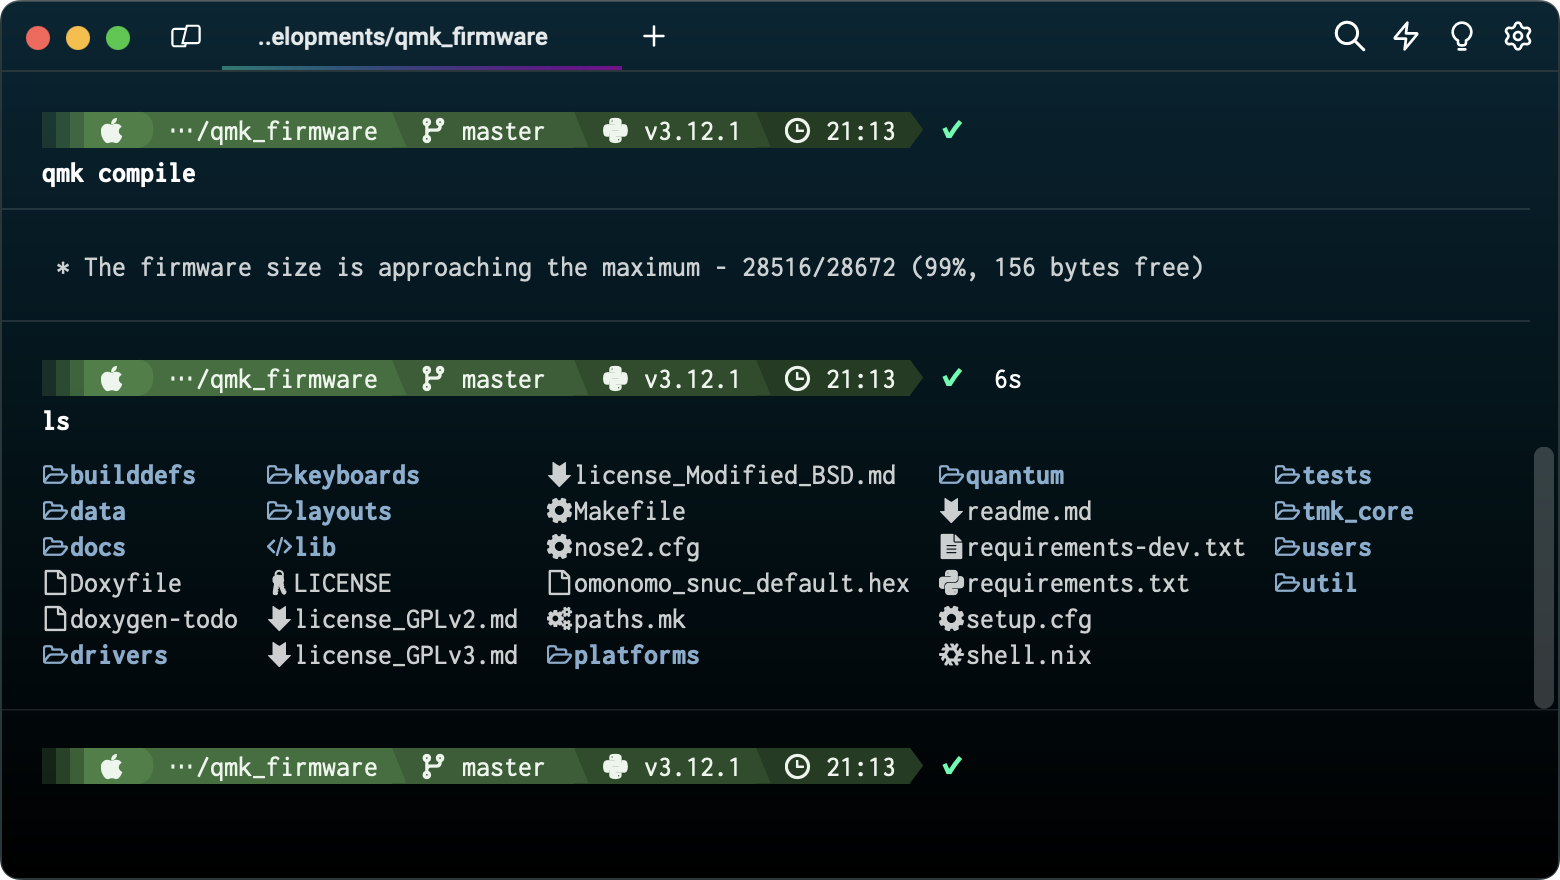 ..elopments/qmk_firmware
…/qmk_firmware master v3.12.1 21:13 ✔
qmk compile
* The firmware size is approaching the maximum - 28516/28672 (99%, 156 bytes free)
…/qmk_firmware master v3.12.1 21:13 ✔ 6s
ls
builddefs keyboards license_Modified_BSD.md quantum tests
data layouts Makefile readme.md tmk_core
docs lib nose2.cfg requirements-dev.txt users
Doxyfile LICENSE omonomo_snuc_default.hex requirements.txt util
doxygen-todo license_GPLv2.md paths.mk setup.cfg
drivers license_GPLv3.md platforms shell.nix
…/qmk_firmware master v3.12.1 21:13 ✔